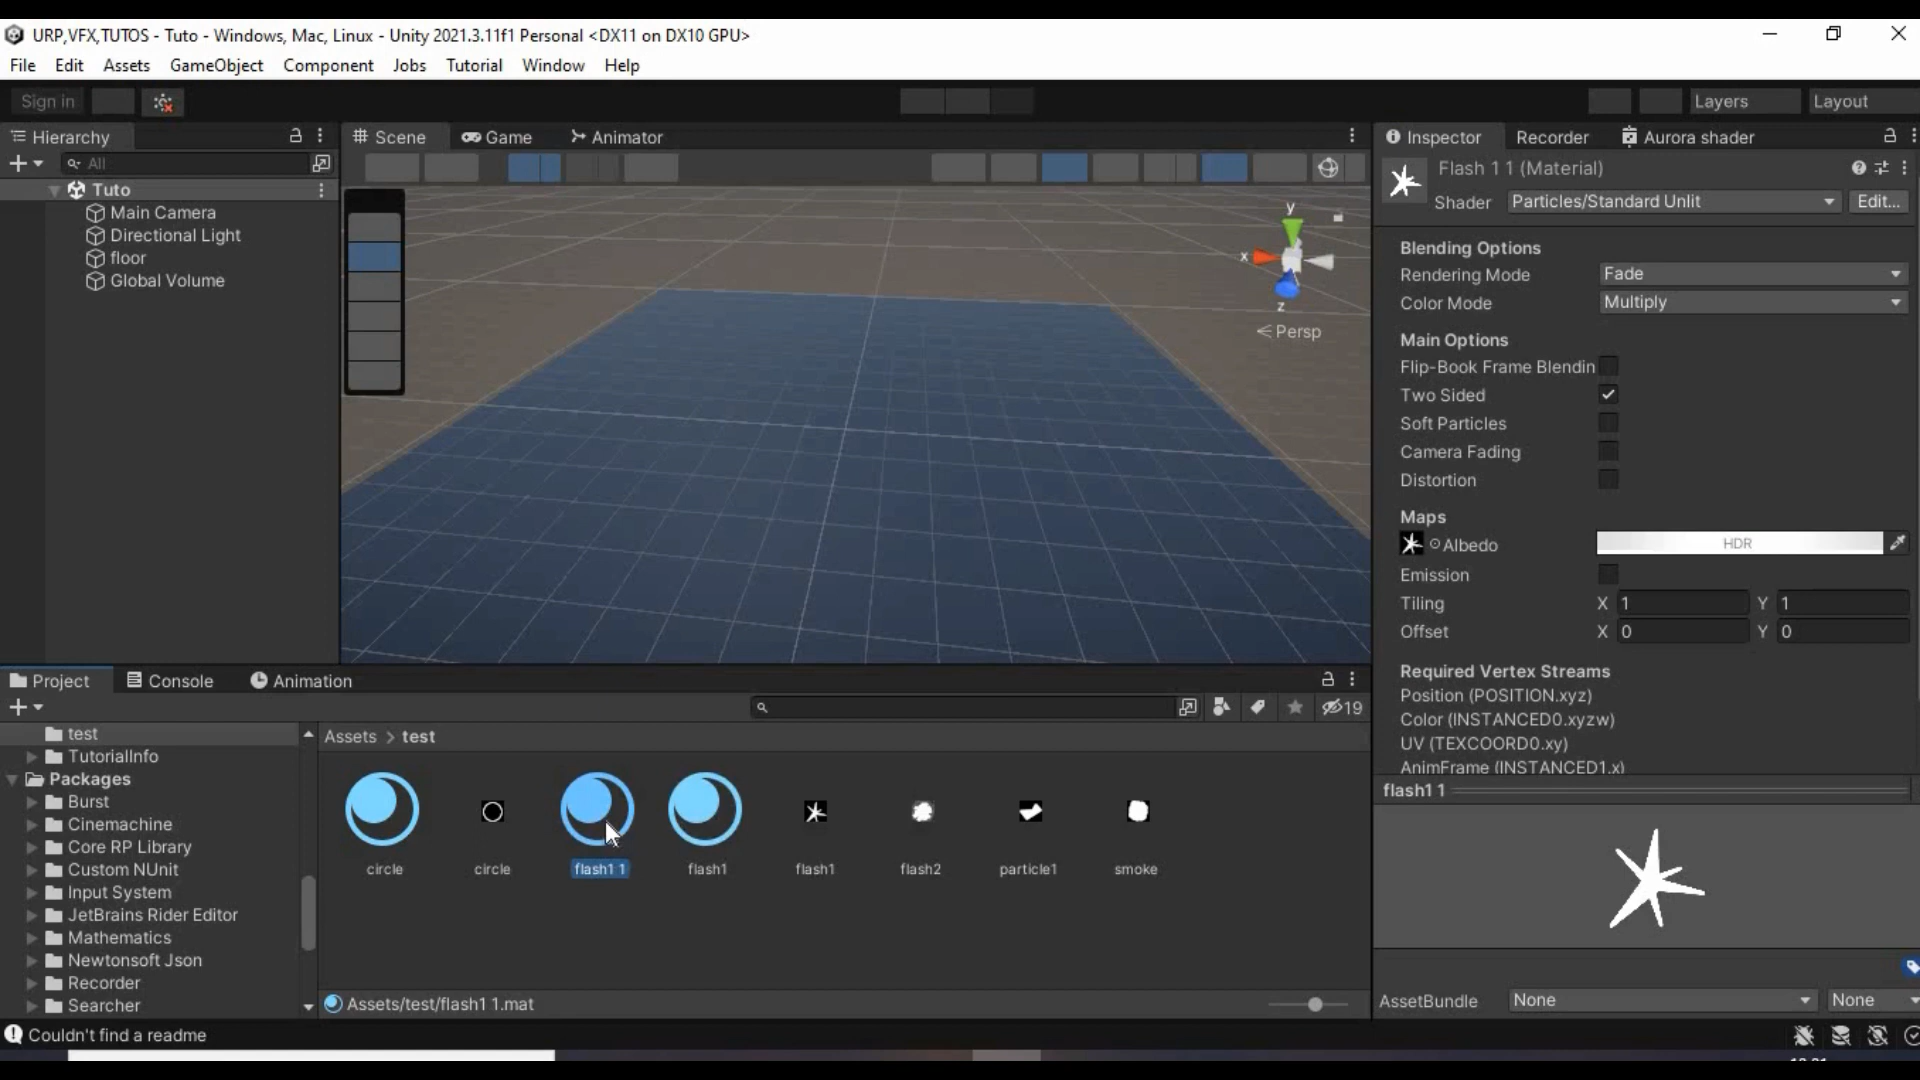 URP,VFX,TUTOS - Tuto - Windows, Mac, Linux - Unity 2021.3.11f1 Personal <DX11 on DX10 GPU>
File Edit Assets GameObject Component Jobs Tutorial Window Help
Sign in Layers Layout
Hierarchy
All
Tuto
Main Camera
Directional Light
floor
Global Volume
Scene Game Animator
y
x
z
Persp
Inspector Recorder Aurora shader
Flash 1 1 (Material)
Shader Particles/Standard Unlit Edit...
Blending Options
Rendering Mode Fade
Color Mode Multiply
Main Options
Flip-Book Frame Blendin
Two Sided
Soft Particles
Camera Fading
Distortion
Maps
Albedo HDR
Emission
Tiling X 1 Y 1
Offset X 0 Y 0
Required Vertex Streams
Position (POSITION.xyz)
Color (INSTANCED0.xyzw)
UV (TEXCOORD0.xy)
AnimFrame (INSTANCED1.x)
flash1 1
AssetBundle None None
Project Console Animation
19
test
TutorialInfo
Packages
Burst
Cinemachine
Core RP Library
Custom NUnit
Input System
JetBrains Rider Editor
Mathematics
Newtonsoft Json
Recorder
Searcher
Assets > test
circle circle flash1 1 flash1 flash1 flash2 particle1 smoke
Assets/test/flash1 1.mat
Couldn't find a readme